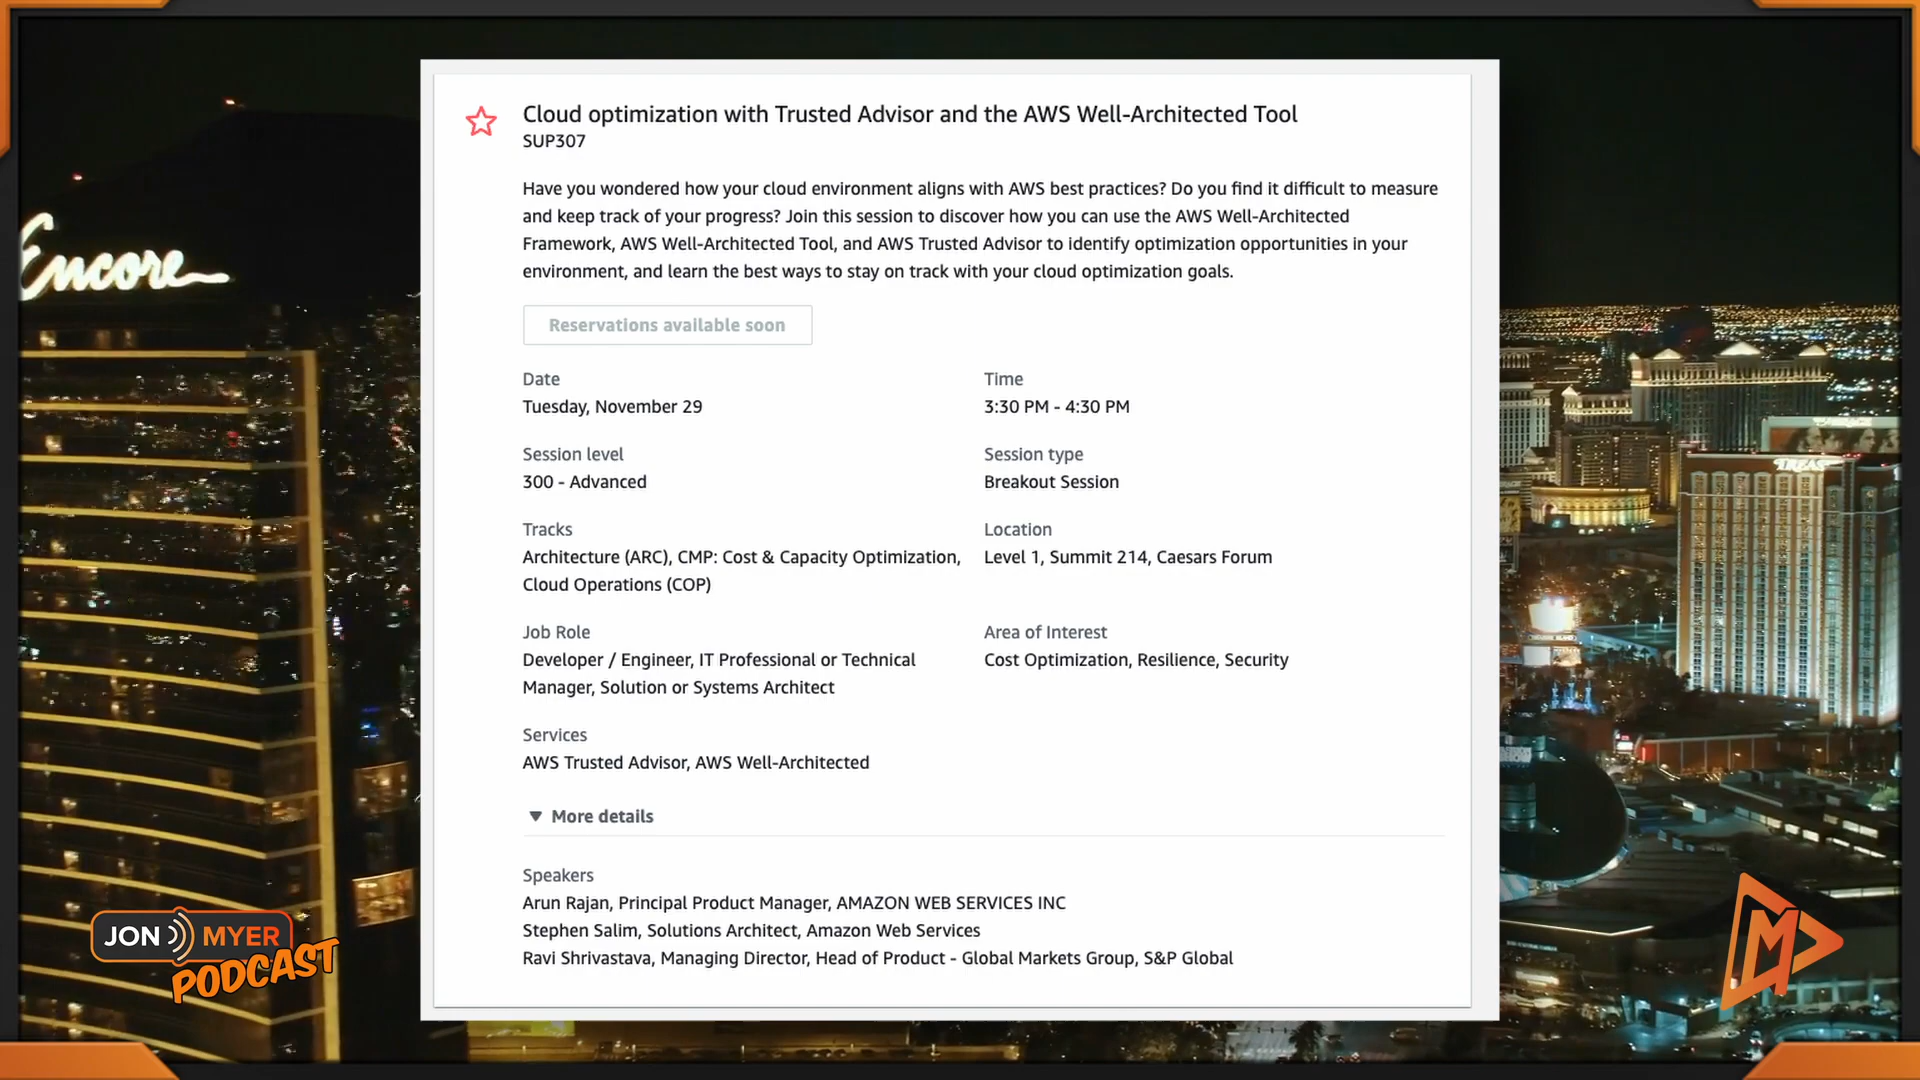 Cloud optimization with Trusted Advisor and the AWS Well-Architected Tool
SUP307
Have you wondered how your cloud environment aligns with AWS best practices? Do you find it difficult to measure
and keep track of your progress? Join this session to discover how you can use the AWS Well-Architected
Framework, AWS Well-Architected Tool, and AWS Trusted Advisor to identify optimization opportunities in your
environment, and learn the best ways to stay on track with your cloud optimization goals.
Reservations available soon
Date
Tuesday, November 29
Time
3:30 PM - 4:30 PM
Session level
300 - Advanced
Session type
Breakout Session
Tracks
Architecture (ARC), CMP: Cost & Capacity Optimization,
Cloud Operations (COP)
Location
Level 1, Summit 214, Caesars Forum
Job Role
Developer / Engineer, IT Professional or Technical
Manager, Solution or Systems Architect
Area of Interest
Cost Optimization, Resilience, Security
Services
AWS Trusted Advisor, AWS Well-Architected
More details
Speakers
Arun Rajan, Principal Product Manager, AMAZON WEB SERVICES INC
Stephen Salim, Solutions Architect, Amazon Web Services
Ravi Shrivastava, Managing Director, Head of Product - Global Markets Group, S&P Global
Encore
JON MYER
PODCAST
M